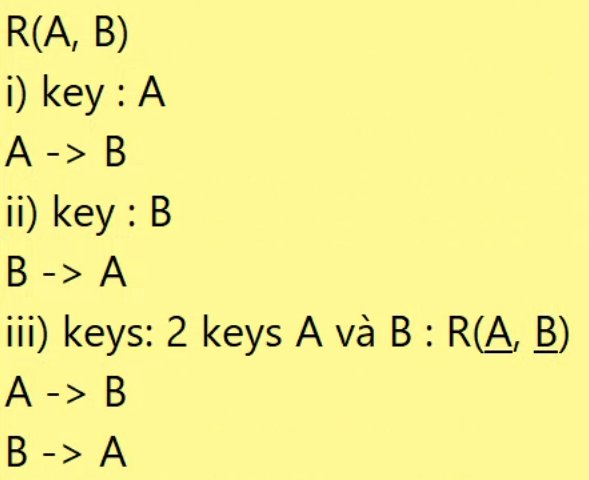 R(A, B)
i) key : A
A -> B
ii) key : B
B -> A
iii) keys: 2 keys A và B : R(A, B)
A -> B
B -> A